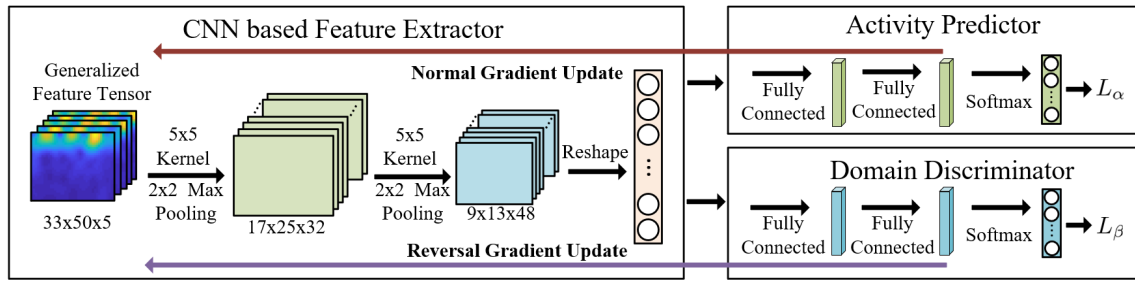 CNN based Feature Extractor
Generalized
Feature Tensor
33x50x5
5x5
Kernel
2x2 Max
Pooling
17x25x32
5x5
Kernel
2x2 Max
Pooling
9x13x48
Reshape
Normal Gradient Update
Reversal Gradient Update
Activity Predictor
Fully
Connected
Fully
Connected
Softmax
L_α
Domain Discriminator
Fully
Connected
Fully
Connected
Softmax
L_β